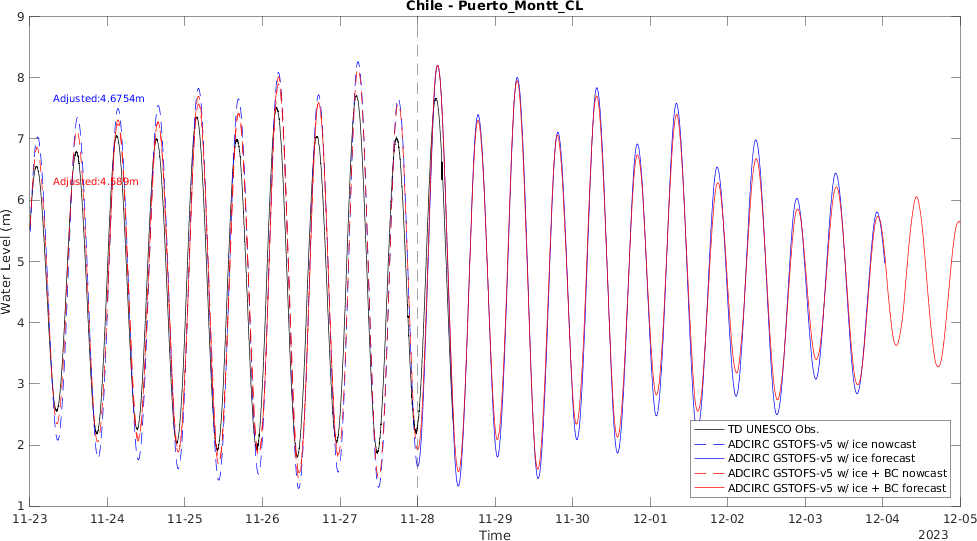 Chile - Puerto_Montt_CL
9
8
7
6
5
4
3
2
1
Water Level (m)
Adjusted:4.6754m
Adjusted:4.589m
TD UNESCO Obs.
ADCIRC GSTOFS-v5 w/ ice nowcast
ADCIRC GSTOFS-v5 w/ ice forecast
ADCIRC GSTOFS-v5 w/ ice + BC nowcast
ADCIRC GSTOFS-v5 w/ ice + BC forecast
11-23 11-24 11-25 11-26 11-27 11-28 11-29 11-30 12-01 12-02 12-03 12-04 12-05
Time
2023